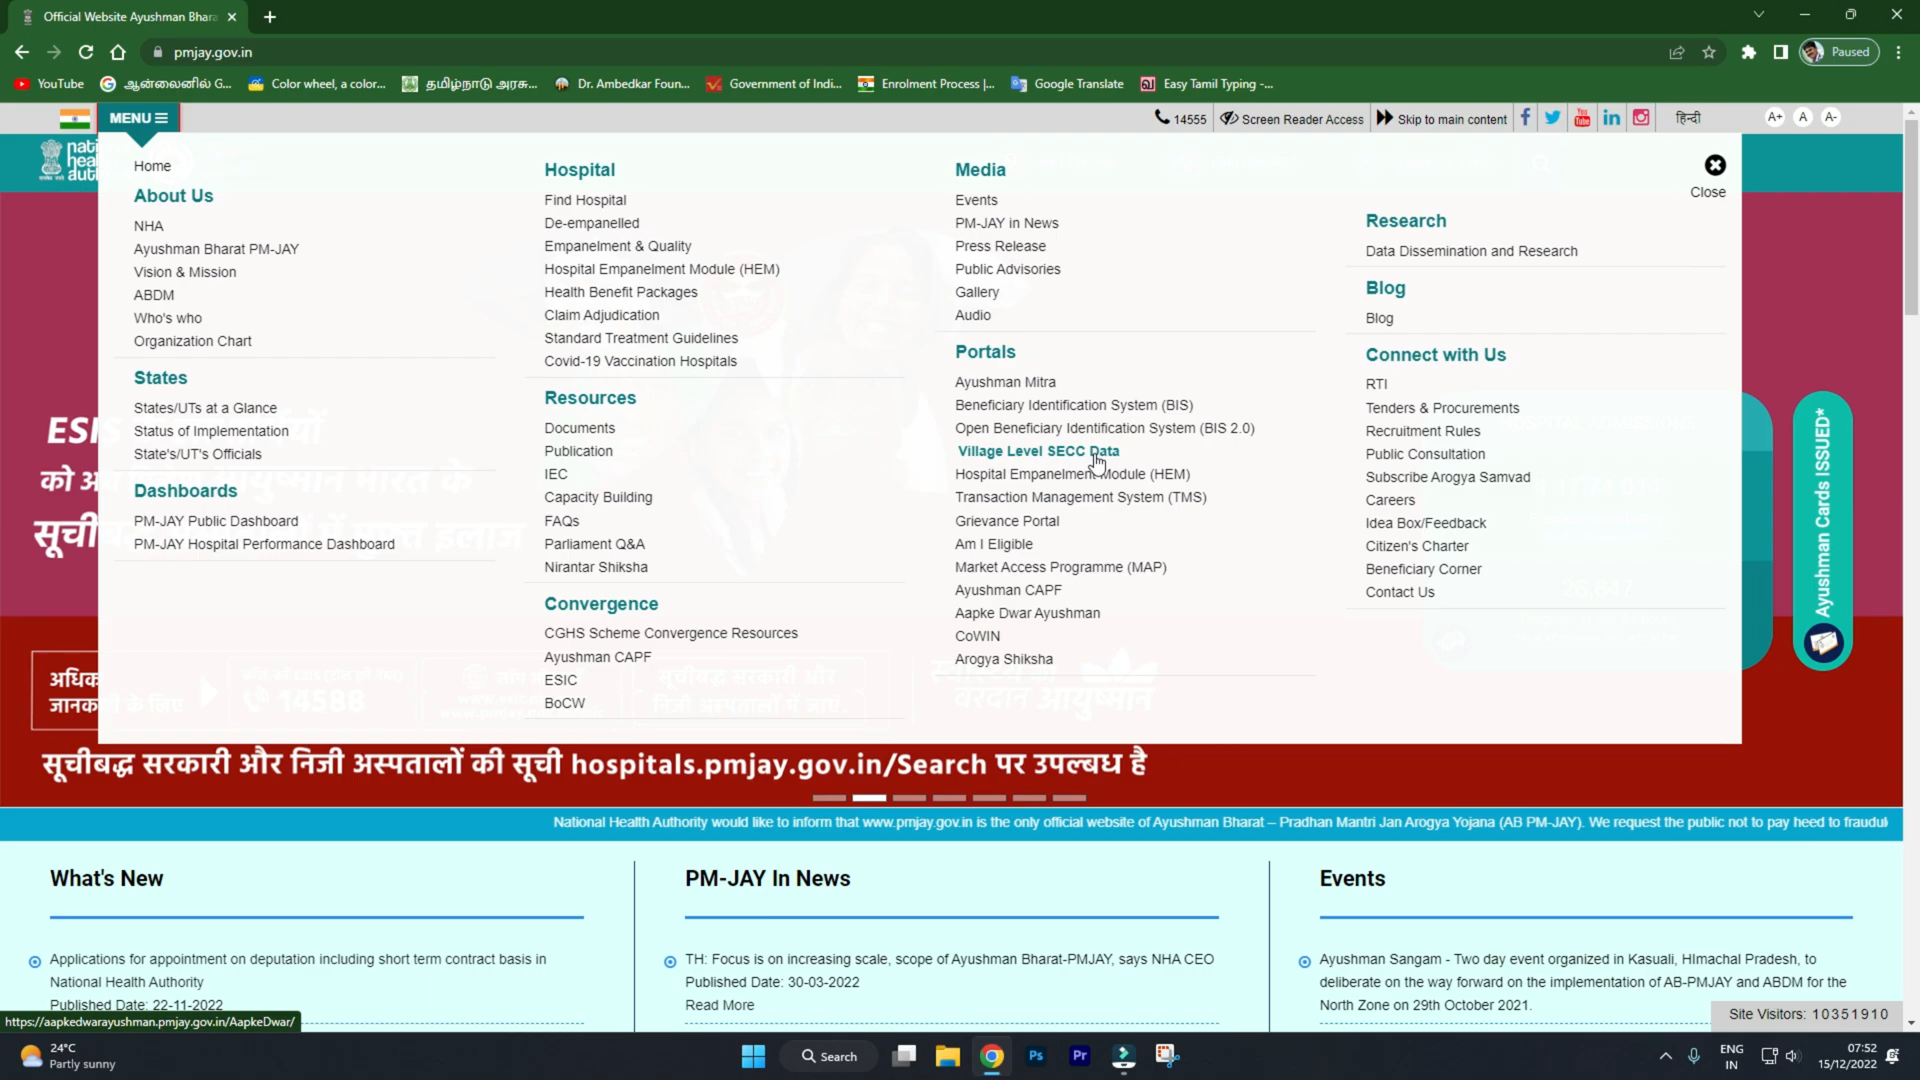 Official Website Ayushman Bhara
pmjay.gov.in
Paused
YouTube
ஆன்லைனில் G...
Color wheel, a color...
தமிழ்நாடு அரசு...
Dr. Ambedkar Foun...
Government of Indi...
Enrolment Process |...
Google Translate
Easy Tamil Typing -...
MENU
14555
Screen Reader Access
Skip to main content
हिन्दी
A+ A A-
Home
About Us
NHA
Ayushman Bharat PM-JAY
Vision & Mission
ABDM
Who's who
Organization Chart
States
States/UTs at a Glance
Status of Implementation
State's/UT's Officials
Dashboards
PM-JAY Public Dashboard
PM-JAY Hospital Performance Dashboard
Hospital
Find Hospital
De-empanelled
Empanelment & Quality
Hospital Empanelment Module (HEM)
Health Benefit Packages
Claim Adjudication
Standard Treatment Guidelines
Covid-19 Vaccination Hospitals
Resources
Documents
Publication
IEC
Capacity Building
FAQs
Parliament Q&A
Nirantar Shiksha
Convergence
CGHS Scheme Convergence Resources
Ayushman CAPF
ESIC
BoCW
Media
Events
PM-JAY in News
Press Release
Public Advisories
Gallery
Audio
Portals
Ayushman Mitra
Beneficiary Identification System (BIS)
Open Beneficiary Identification System (BIS 2.0)
Village Level SECC Data
Hospital Empanelment Module (HEM)
Transaction Management System (TMS)
Grievance Portal
Am I Eligible
Market Access Programme (MAP)
Ayushman CAPF
Aapke Dwar Ayushman
CoWIN
Arogya Shiksha
Close
Research
Data Dissemination and Research
Blog
Blog
Connect with Us
RTI
Tenders & Procurements
Recruitment Rules
Public Consultation
Subscribe Arogya Samvad
Careers
Idea Box/Feedback
Citizen's Charter
Beneficiary Corner
Contact Us
Ayushman Cards ISSUED*
14588
सूचीबद्ध सरकारी और निजी अस्पतालों की सूची hospitals.pmjay.gov.in/Search पर उपल्बध है
National Health Authority would like to inform that www.pmjay.gov.in is the only official website of Ayushman Bharat – Pradhan Mantri Jan Arogya Yojana (AB PM-JAY). We request the public not to pay heed to fraudul
What's New
Applications for appointment on deputation including short term contract basis in
National Health Authority
Published Date: 22-11-2022
PM-JAY In News
TH: Focus is on increasing scale, scope of Ayushman Bharat-PMJAY, says NHA CEO
Published Date: 30-03-2022
Read More
Events
Ayushman Sangam - Two day event organized in Kasauli, HImachal Pradesh, to
deliberate on the way forward on the implementation of AB-PMJAY and ABDM for the
North Zone on 29th October 2021.
Site Visitors: 10351910
https://aapkedwarayushman.pmjay.gov.in/AapkeDwar/
24°C
Partly sunny
Search
Ps
Pr
ENG
IN
07:52
15/12/2022